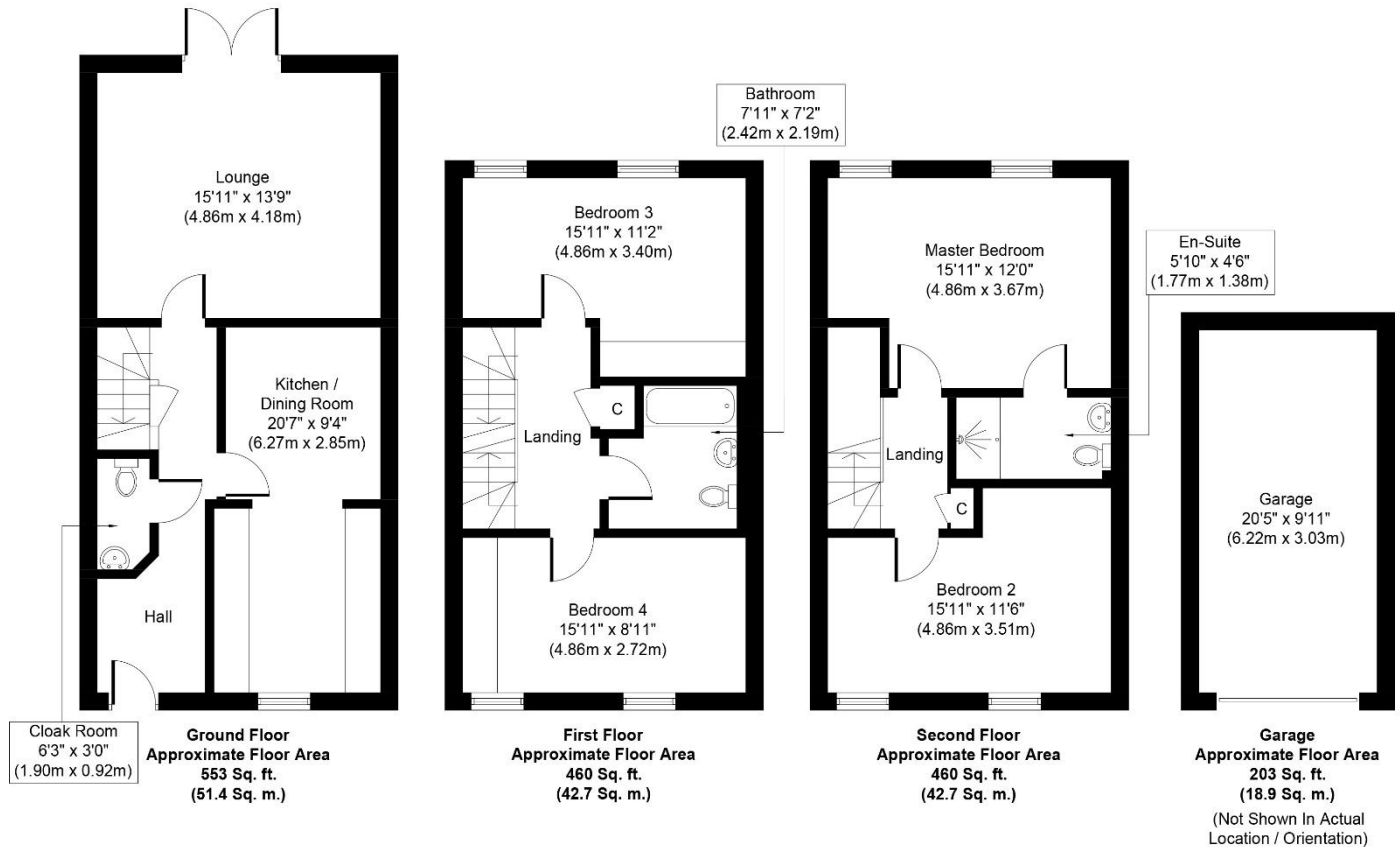 Lounge
15'11" x 13'9"
(4.86m x 4.18m)
Kitchen /
Dining Room
20'7" x 9'4"
(6.27m x 2.85m)
Hall
Cloak Room
6'3" x 3'0"
(1.90m x 0.92m)
Ground Floor
Approximate Floor Area
553 Sq. ft.
(51.4 Sq. m.)
Bathroom
7'11" x 7'2"
(2.42m x 2.19m)
Bedroom 3
15'11" x 11'2"
(4.86m x 3.40m)
C
Landing
Bedroom 4
15'11" x 8'11"
(4.86m x 2.72m)
First Floor
Approximate Floor Area
460 Sq. ft.
(42.7 Sq. m.)
Master Bedroom
15'11" x 12'0"
(4.86m x 3.67m)
En-Suite
5'10" x 4'6"
(1.77m x 1.38m)
Landing
C
Bedroom 2
15'11" x 11'6"
(4.86m x 3.51m)
Second Floor
Approximate Floor Area
460 Sq. ft.
(42.7 Sq. m.)
Garage
20'5" x 9'11"
(6.22m x 3.03m)
Garage
Approximate Floor Area
203 Sq. ft.
(18.9 Sq. m.)
(Not Shown In Actual
Location / Orientation)